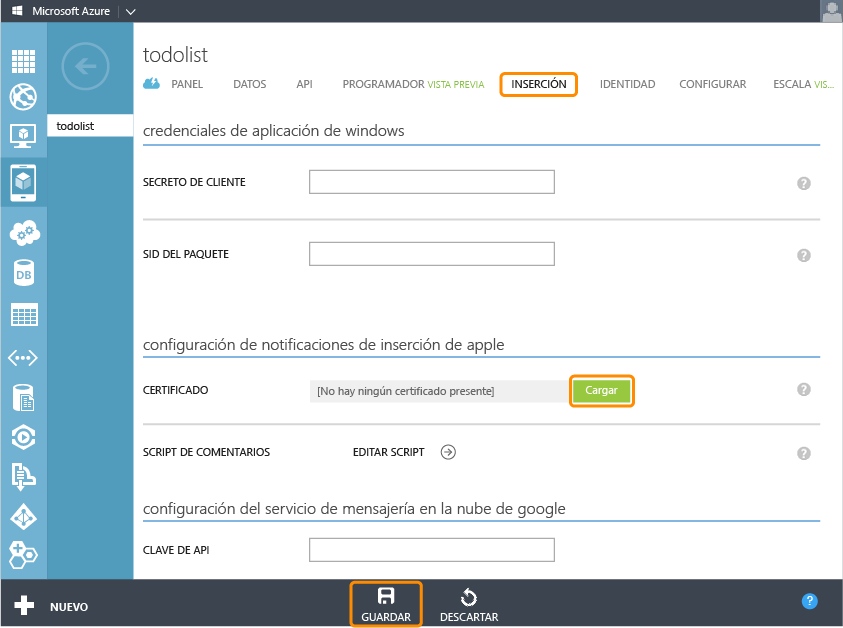 Microsoft Azure
todolist
todolist
PANEL DATOS API PROGRAMADOR VISTA PREVIA INSERCIÓN IDENTIDAD CONFIGURAR ESCALA VIS...
credenciales de aplicación de windows
SECRETO DE CLIENTE ?
SID DEL PAQUETE ?
configuración de notificaciones de inserción de apple
CERTIFICADO [No hay ningún certificado presente] Cargar ?
SCRIPT DE COMENTARIOS EDITAR SCRIPT ?
configuración del servicio de mensajería en la nube de google
CLAVE DE API
DB
NUEVO GUARDAR DESCARTAR ?